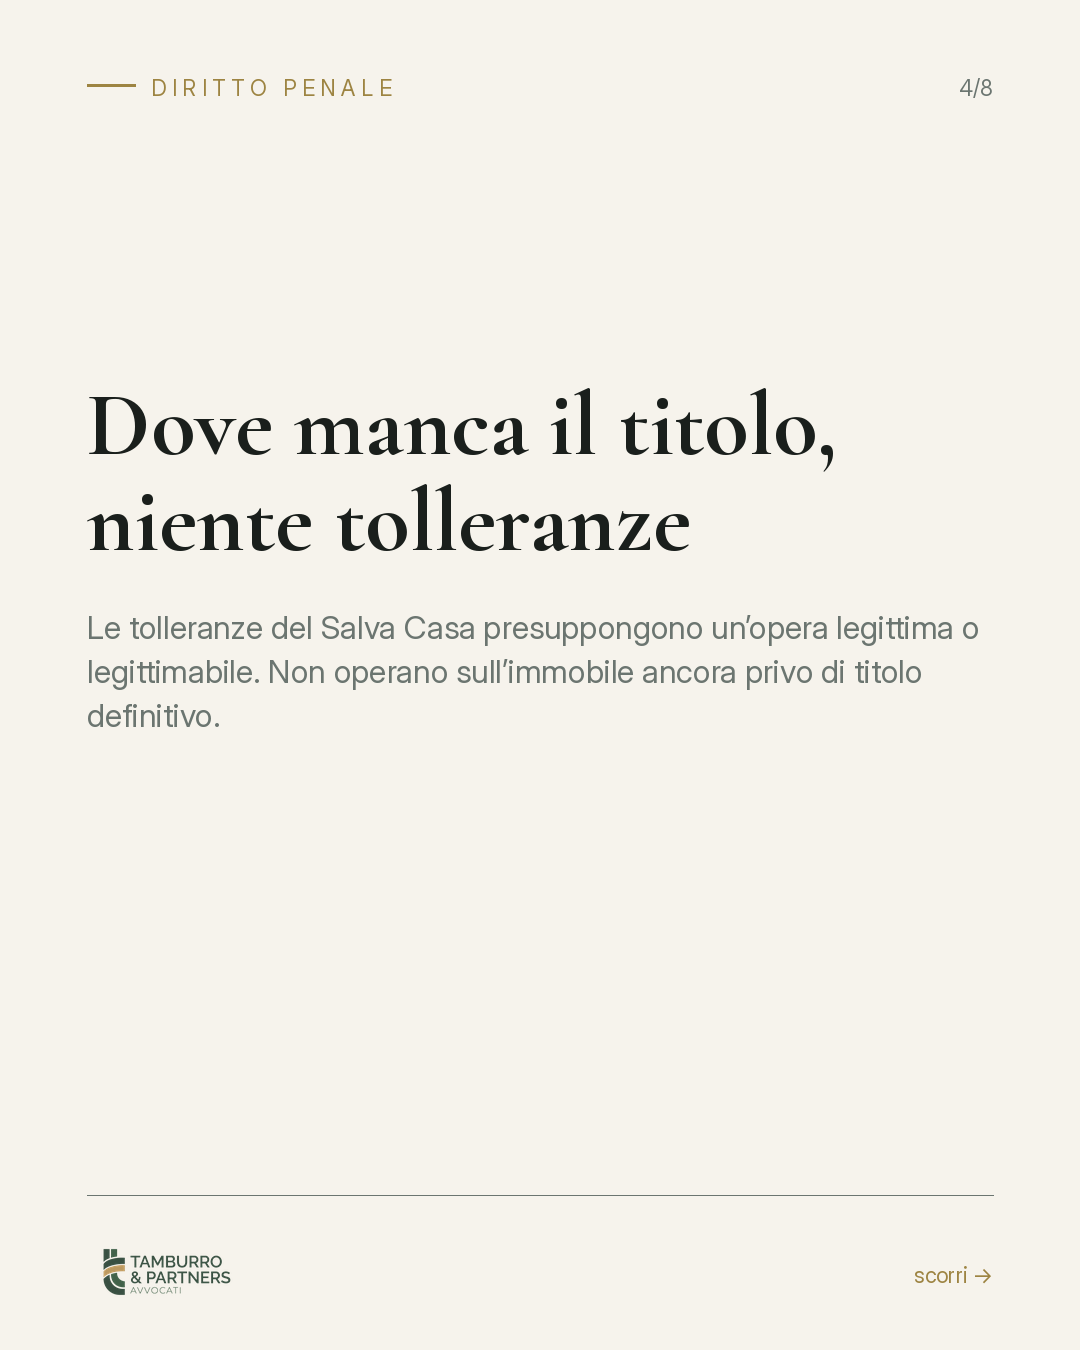 DIRITTO PENALE
4/8
Dove manca il titolo,
niente tolleranze
Le tolleranze del Salva Casa presuppongono un’opera legittima o
legittimabile. Non operano sull’immobile ancora privo di titolo
definitivo.
TAMBURRO
& PARTNERS
AVVOCATI
scorri →